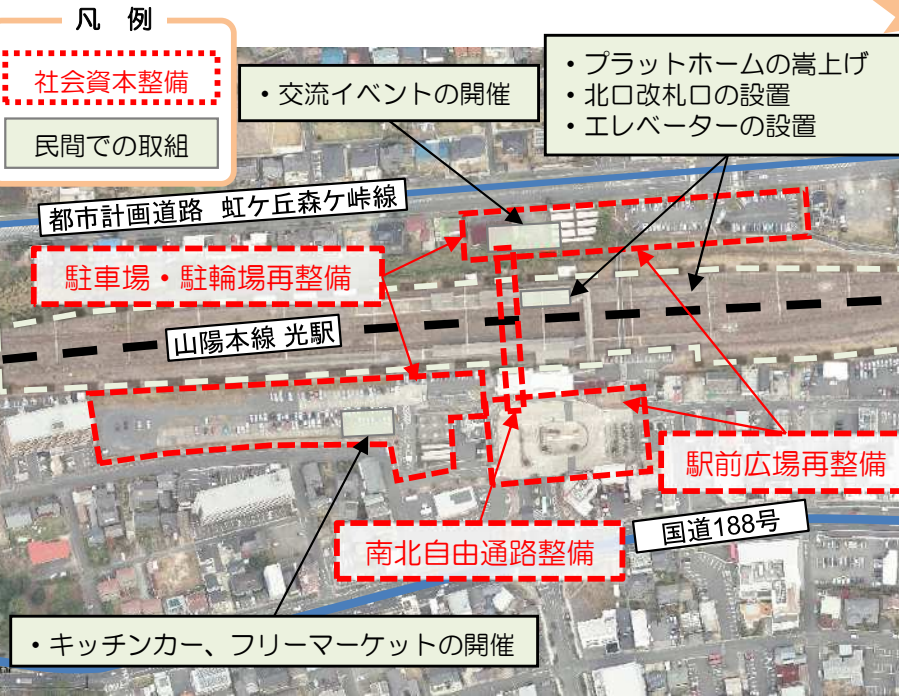 凡 例
社会資本整備
民間での取組
・交流イベントの開催
・プラットホームの嵩上げ
・北口改札口の設置
・エレベーターの設置
都市計画道路 虹ケ丘森ケ峠線
駐車場・駐輪場再整備
山陽本線 光駅
駅前広場再整備
国道188号
南北自由通路整備
・キッチンカー、フリーマーケットの開催